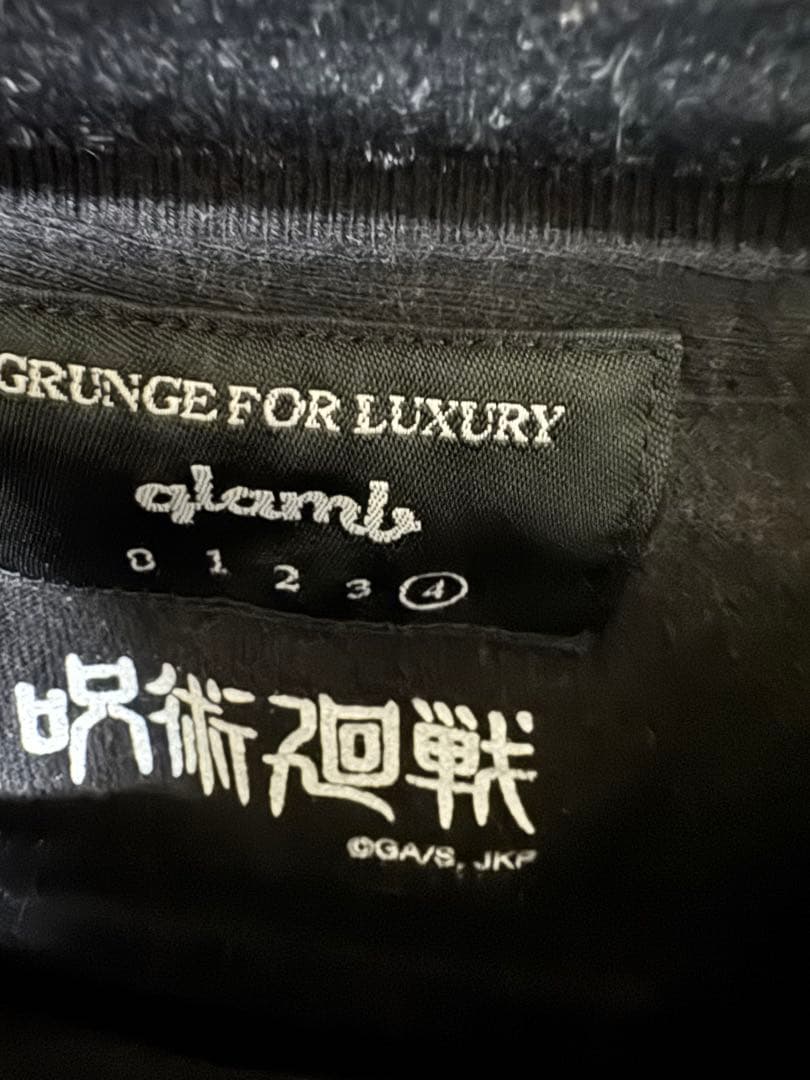 GRUNGE FOR LUXURY
glamb
0 1 2 3 4
呪術廻戦
©GA/S, JKP